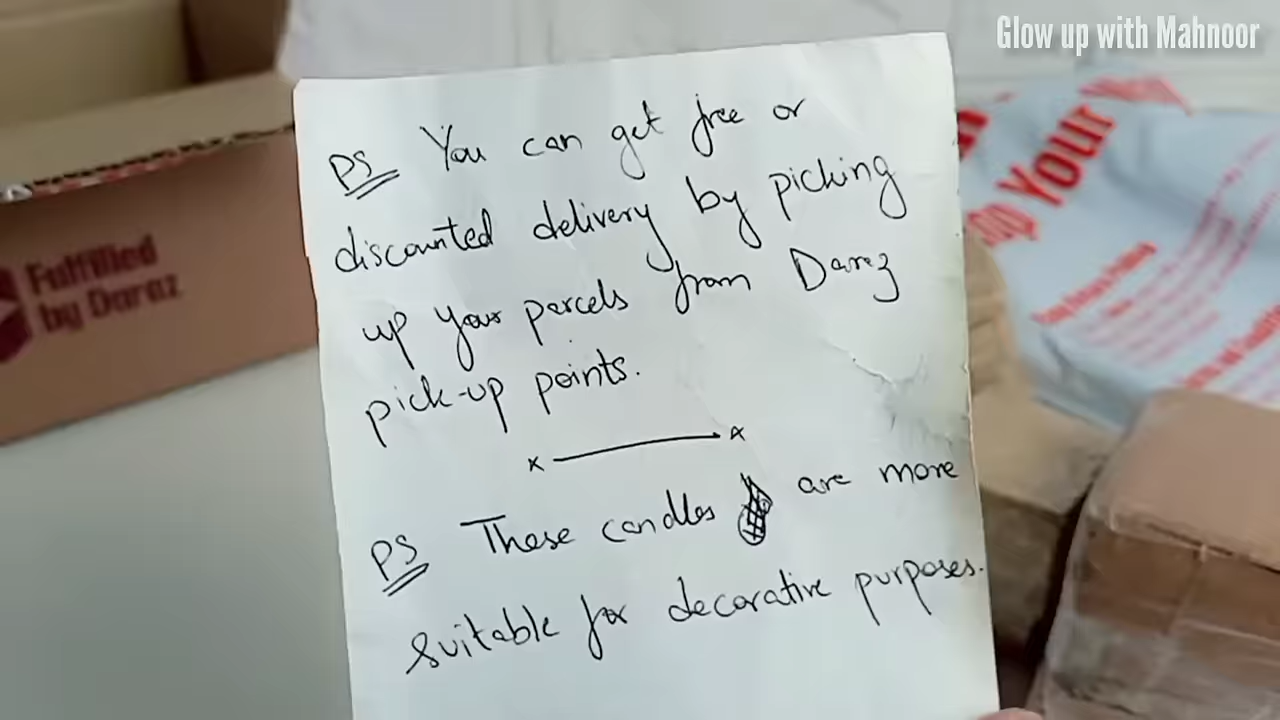 Glow up with Mahnoor
PS You can get free or
discounted delivery by picking
up your parcels from Daraz
pick-up points.
x x
PS These candles are more
suitable for decorative purposes.
Fulfilled
by Daraz
Your